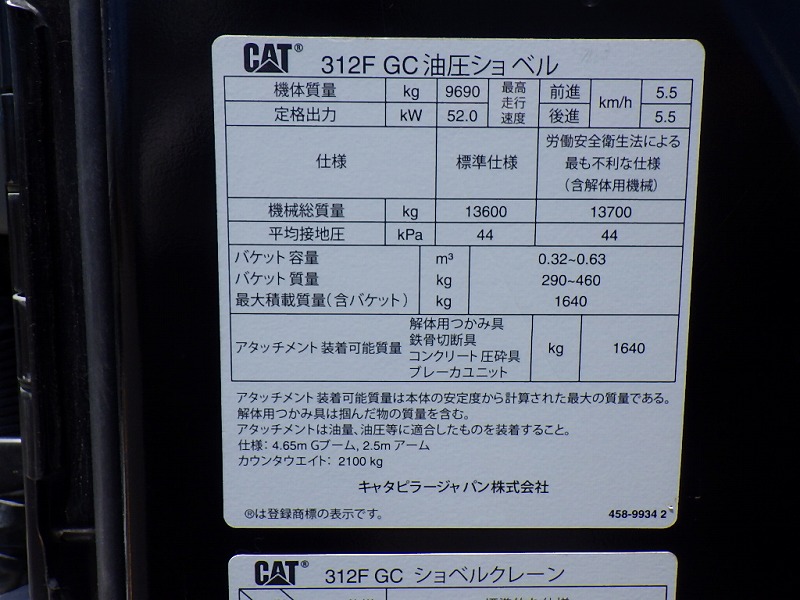 CAT® 312F GC 油圧ショベル
機体質量 kg 9690 最高走行速度 前進 km/h 5.5
定格出力 kW 52.0 後進 5.5
仕様 標準仕様 労働安全衛生法による最も不利な仕様(含解体用機械)
機械総質量 kg 13600 13700
平均接地圧 kPa 44 44
バケット 容量 m³ 0.32~0.63
バケット 質量 kg 290~460
最大積載質量(含バケット) kg 1640
アタッチメント 装着可能質量 解体用つかみ具 kg 1640
鉄骨切断具
コンクリート 圧砕具
ブレーカユニット
アタッチメント 装着可能質量は本体の安定度から計算された最大の質量である。
解体用つかみ具は掴んだ物の質量を含む。
アタッチメントは油量、油圧等に適合したものを装着すること。
仕様: 4.65m Gブーム, 2.5m アーム
カウンタウエイト: 2100 kg
キャタピラージャパン株式会社
®は登録商標の表示です。 458-9934 2
CAT® 312F GC ショベルクレーン